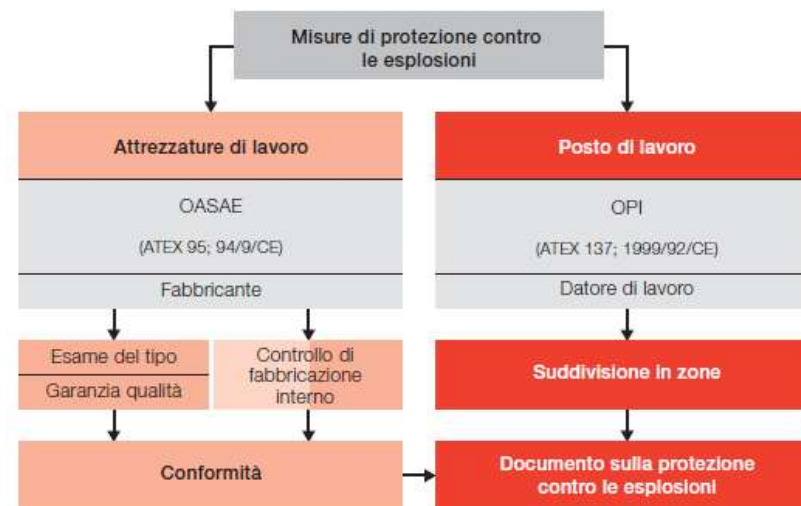 Misure di protezione contro
le esplosioni
Attrezzature di lavoro
Posto di lavoro
OASAE
(ATEX 95; 94/9/CE)
OPI
(ATEX 137; 1999/92/CE)
Fabbricante
Datore di lavoro
Esame del tipo
Garanzia qualità
Controllo di
fabbricazione
interno
Suddivisione in zone
Conformità
Documento sulla protezione
contro le esplosioni